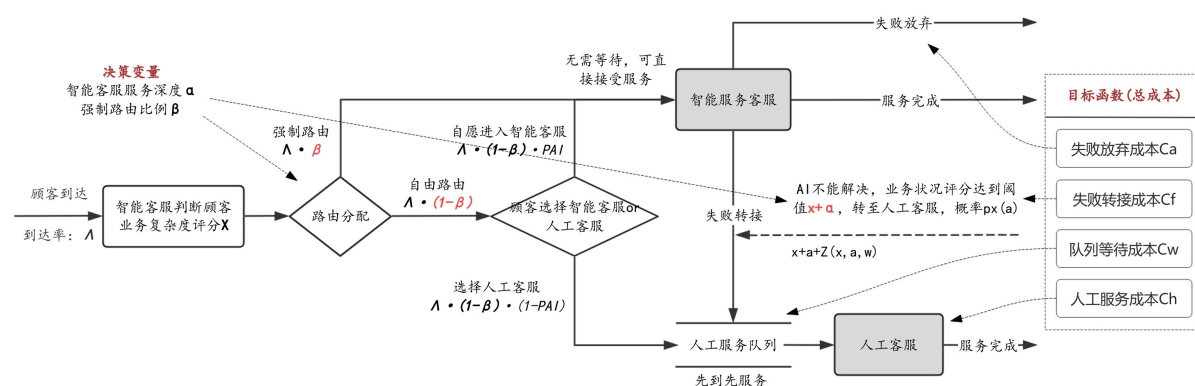 失败放弃
决策变量
智能客服服务深度 a
强制路由比例 β
无需等待，可直
接接受服务
智能服务客服
服务完成
目标函数(总成本)
失败放弃成本Ca
失败转接成本Cf
队列等待成本Cw
人工服务成本Ch
强制路由
Λ·β
自愿进入智能客服
Λ·(1-β)·PAI
顾客到达
到达率：Λ
智能客服判断顾客
业务复杂度评分X
路由分配
自由路由
Λ·(1-β)
顾客选择智能客服or
人工客服
失败转接
AI不能解决，业务状况评分达到阈
值x+a，转至人工客服，概率px(a)
x+a+Z(x,a,w)
选择人工客服
Λ·(1-β)·(1-PAI)
人工服务队列
先到先服务
人工客服
服务完成